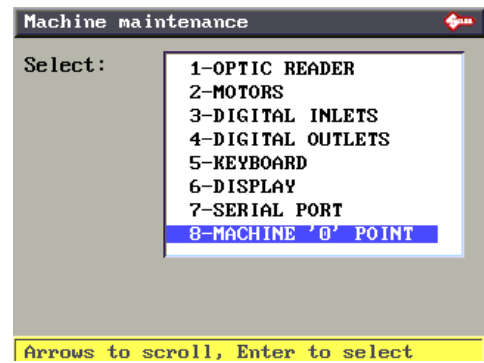 Machine maintenance
SILCA
Select:
1-OPTIC READER
2-MOTORS
3-DIGITAL INLETS
4-DIGITAL OUTLETS
5-KEYBOARD
6-DISPLAY
7-SERIAL PORT
8-MACHINE '0' POINT
Arrows to scroll, Enter to select